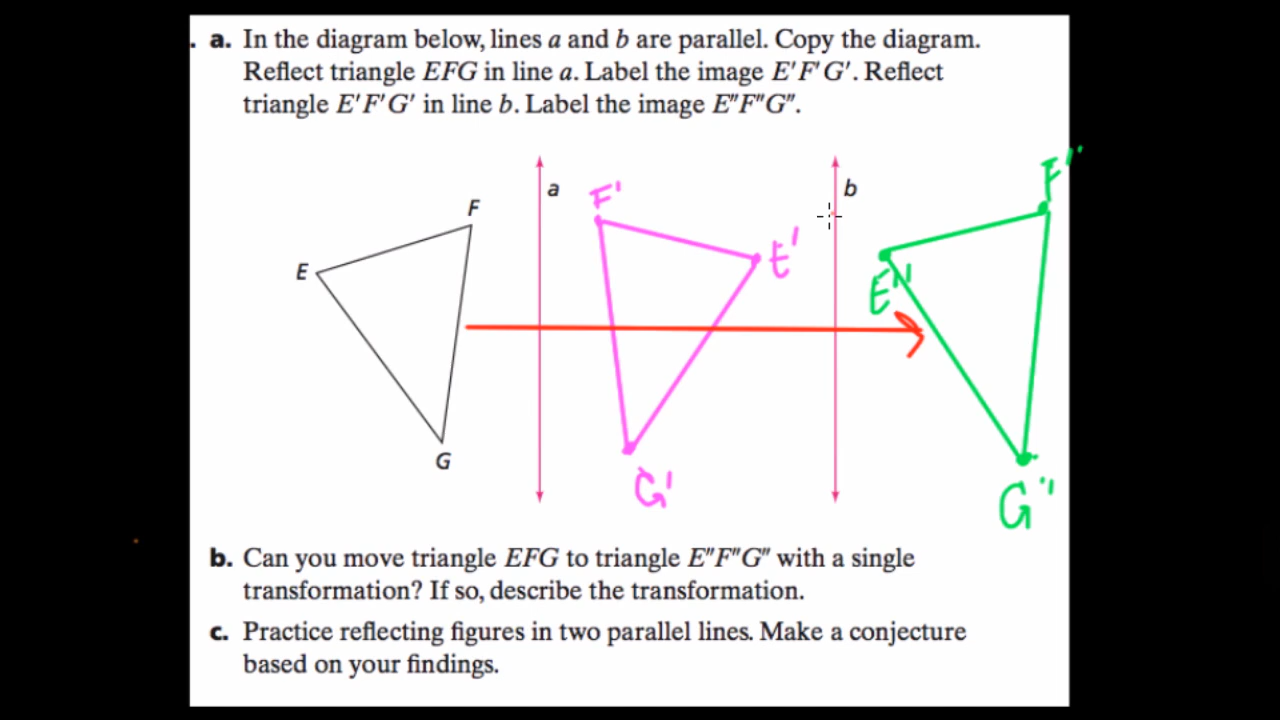 . a. In the diagram below, lines a and b are parallel. Copy the diagram.
Reflect triangle EFG in line a. Label the image E'F'G'. Reflect
triangle E'F'G' in line b. Label the image E"F"G".
F"
a
F'
b
F
E'
E
E"
G
G'
G"
b. Can you move triangle EFG to triangle E"F"G" with a single
transformation? If so, describe the transformation.
c. Practice reflecting figures in two parallel lines. Make a conjecture
based on your findings.